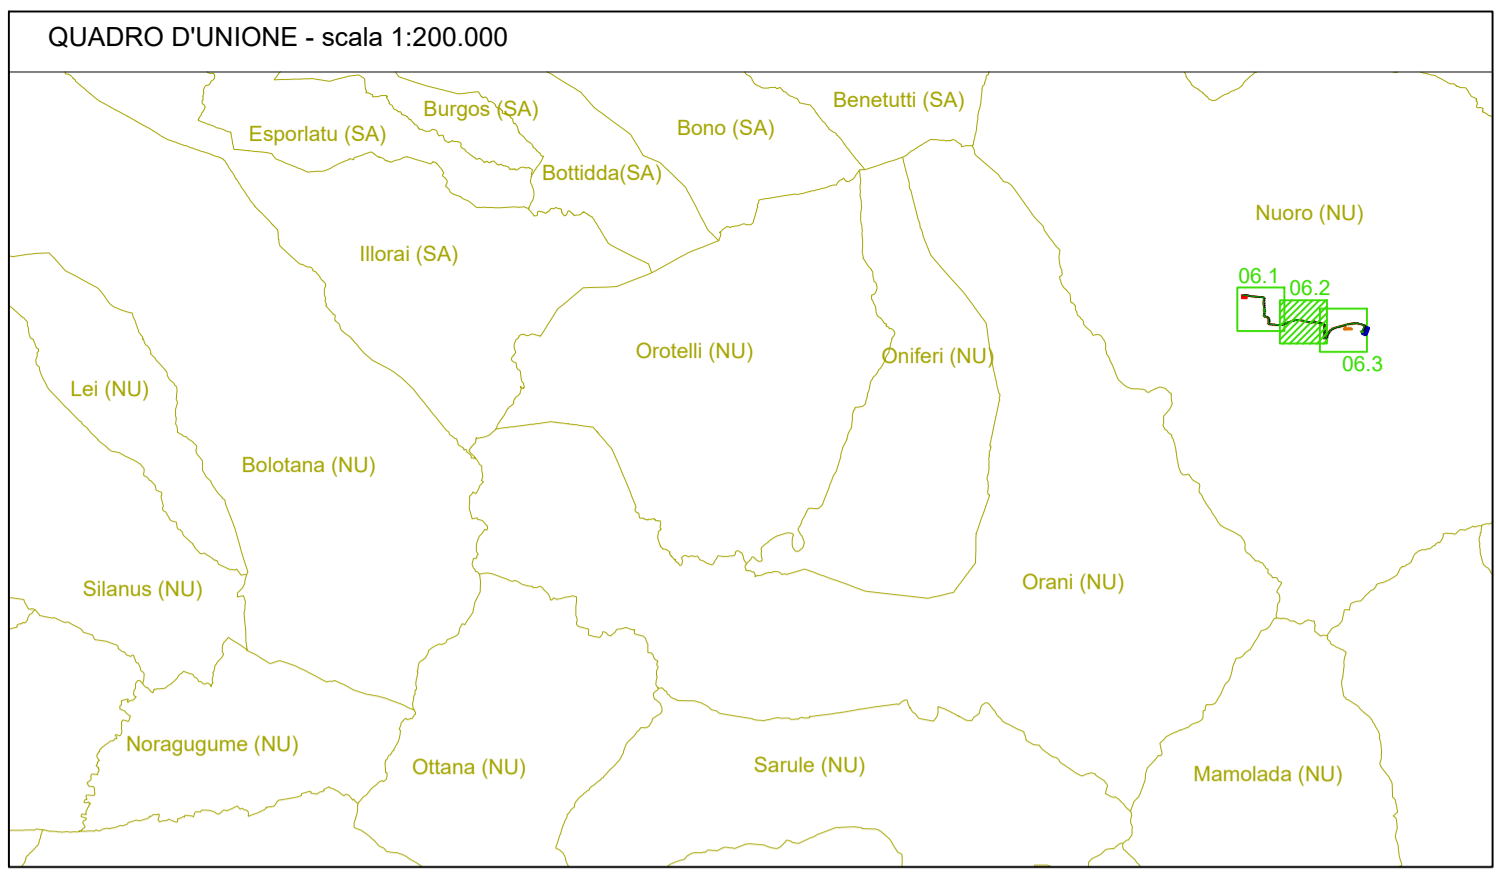 QUADRO D'UNIONE - scala 1:200.000
Benetutti (SA)
Burgos (SA)
Esporlatu (SA)
Bono (SA)
Bottidda(SA)
Nuoro (NU)
Illorai (SA)
06.1
06.2
Orotelli (NU)
Oniferi (NU)
06.3
Lei (NU)
Bolotana (NU)
Silanus (NU)
Orani (NU)
Noragugume (NU)
Ottana (NU)
Sarule (NU)
Mamolada (NU)